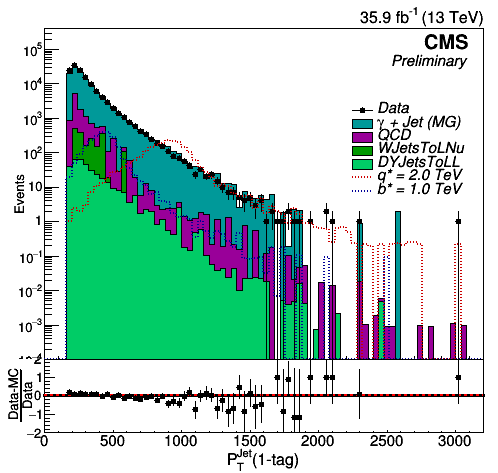 35.9 fb⁻¹ (13 TeV)
CMS
Preliminary
Data
γ + Jet (MG)
QCD
WJetsToLNu
DYJetsToLL
q* = 2.0 TeV
b* = 1.0 TeV
Events
10⁵
10⁴
10³
10²
10
1
10⁻¹
10⁻²
10⁻³
Data-MC
Data
1
0
−1
−2
0 500 1000 1500 2000 2500 3000
P_T^Jet(1-tag)